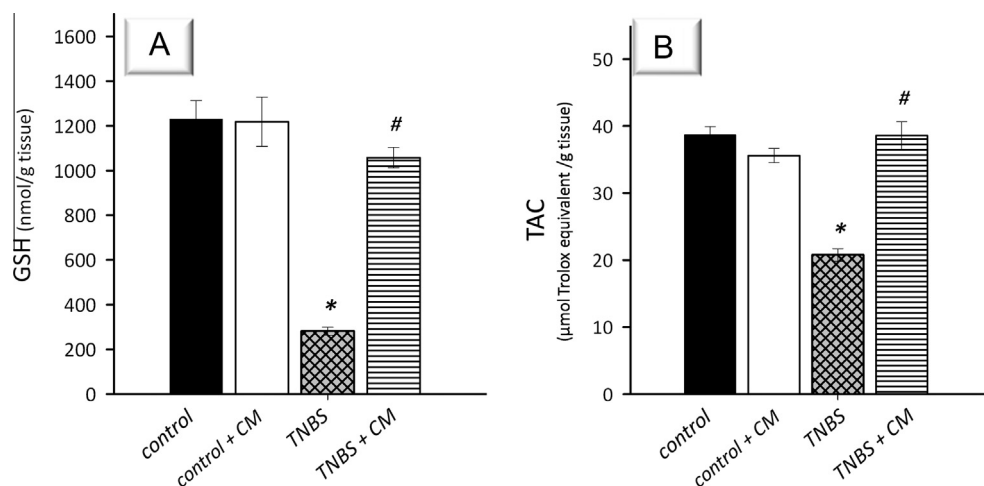 A
GSH (nmol/g tissue)
1600
1400
1200
1000
800
600
400
200
0
#
*
control
control + CM
TNBS
TNBS + CM
B
TAC
(μmol Trolox equivalent /g tissue)
50
40
30
20
10
0
#
*
control
control + CM
TNBS
TNBS + CM